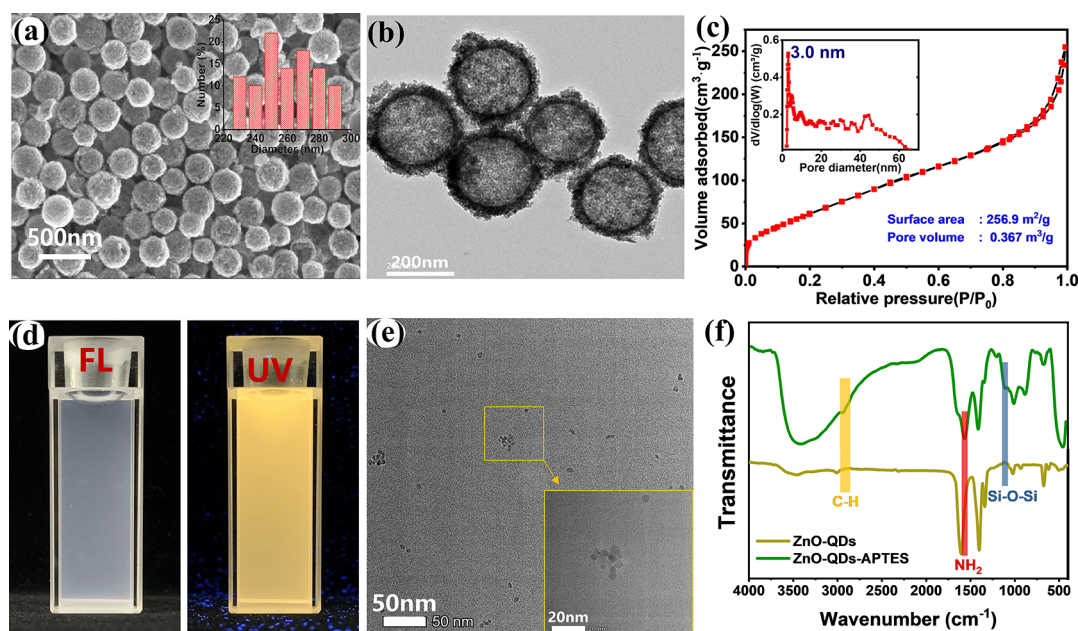 (a)
25
20
15
10
5
0
Number (%)
220 240 260 280 300
Diameter (nm)
500nm
(b)
200nm
(c)
250
200
150
100
50
0
Volume adsorbed(cm³·g⁻¹)
0.6
0.4
0.2
dV/dlog(W) (cm³/g)
3.0 nm
0 20 40 60
Pore diameter(nm)
Surface area : 256.9 m²/g
Pore volume : 0.367 m³/g
0.0 0.2 0.4 0.6 0.8 1.0
Relative pressure(P/P₀)
(d)
FL
UV
(e)
50nm
50 nm
20nm
(f)
Transmittance
C-H
Si-O-Si
NH₂
ZnO-QDs
ZnO-QDs-APTES
4000 3500 3000 2500 2000 1500 1000 500
Wavenumber (cm⁻¹)